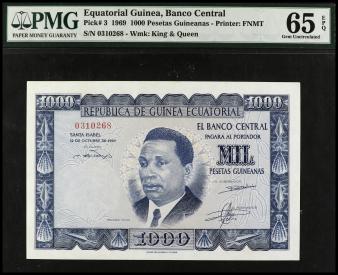 PMG
PAPER MONEY GUARANTY
Equatorial Guinea, Banco Central
Pick# 3 1969 1000 Pesetas Guineanas - Printer: FNMT
S/N 0310268 - Wmk: King & Queen
65 EPQ
Gem Uncirculated
1000
1000
REPUBLICA DE GUINEA ECUATORIAL
0310268
EL BANCO CENTRAL
SANTA ISABEL
PAGARA AL PORTADOR
12 DE OCTUBRE DE 1969
MIL
PESETAS GUINEANAS
1000